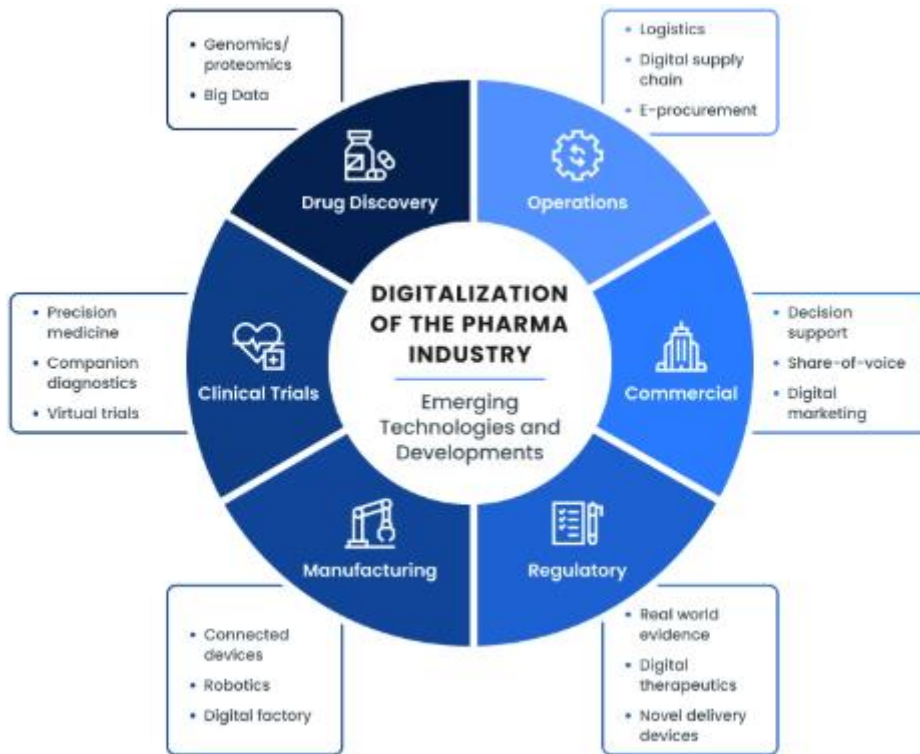 • Genomics/
proteomics
• Big Data
• Logistics
• Digital supply
chain
• E-procurement
Drug Discovery
Operations
• Precision
medicine
• Companion
diagnostics
• Virtual trials
Clinical Trials
DIGITALIZATION
OF THE PHARMA
INDUSTRY
Emerging
Technologies and
Developments
Commercial
• Decision
support
• Share-of-voice
• Digital
marketing
Manufacturing
Regulatory
• Connected
devices
• Robotics
• Digital factory
• Real world
evidence
• Digital
therapeutics
• Novel delivery
devices